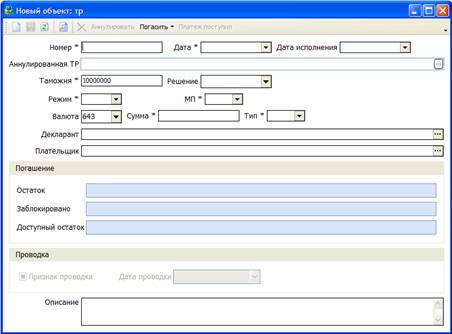 Новый объект: тр
Аннулировать Погасить Платеж поступил
Номер * Дата * Дата исполнения
Аннулированная ТР
Таможня * 10000000 Решение
Режим * МП *
Валюта 643 Сумма * Тип *
Декларант
Плательщик
Погашение
Остаток
Заблокировано
Доступный остаток
Проводка
Признак проводки Дата проводки
Описание